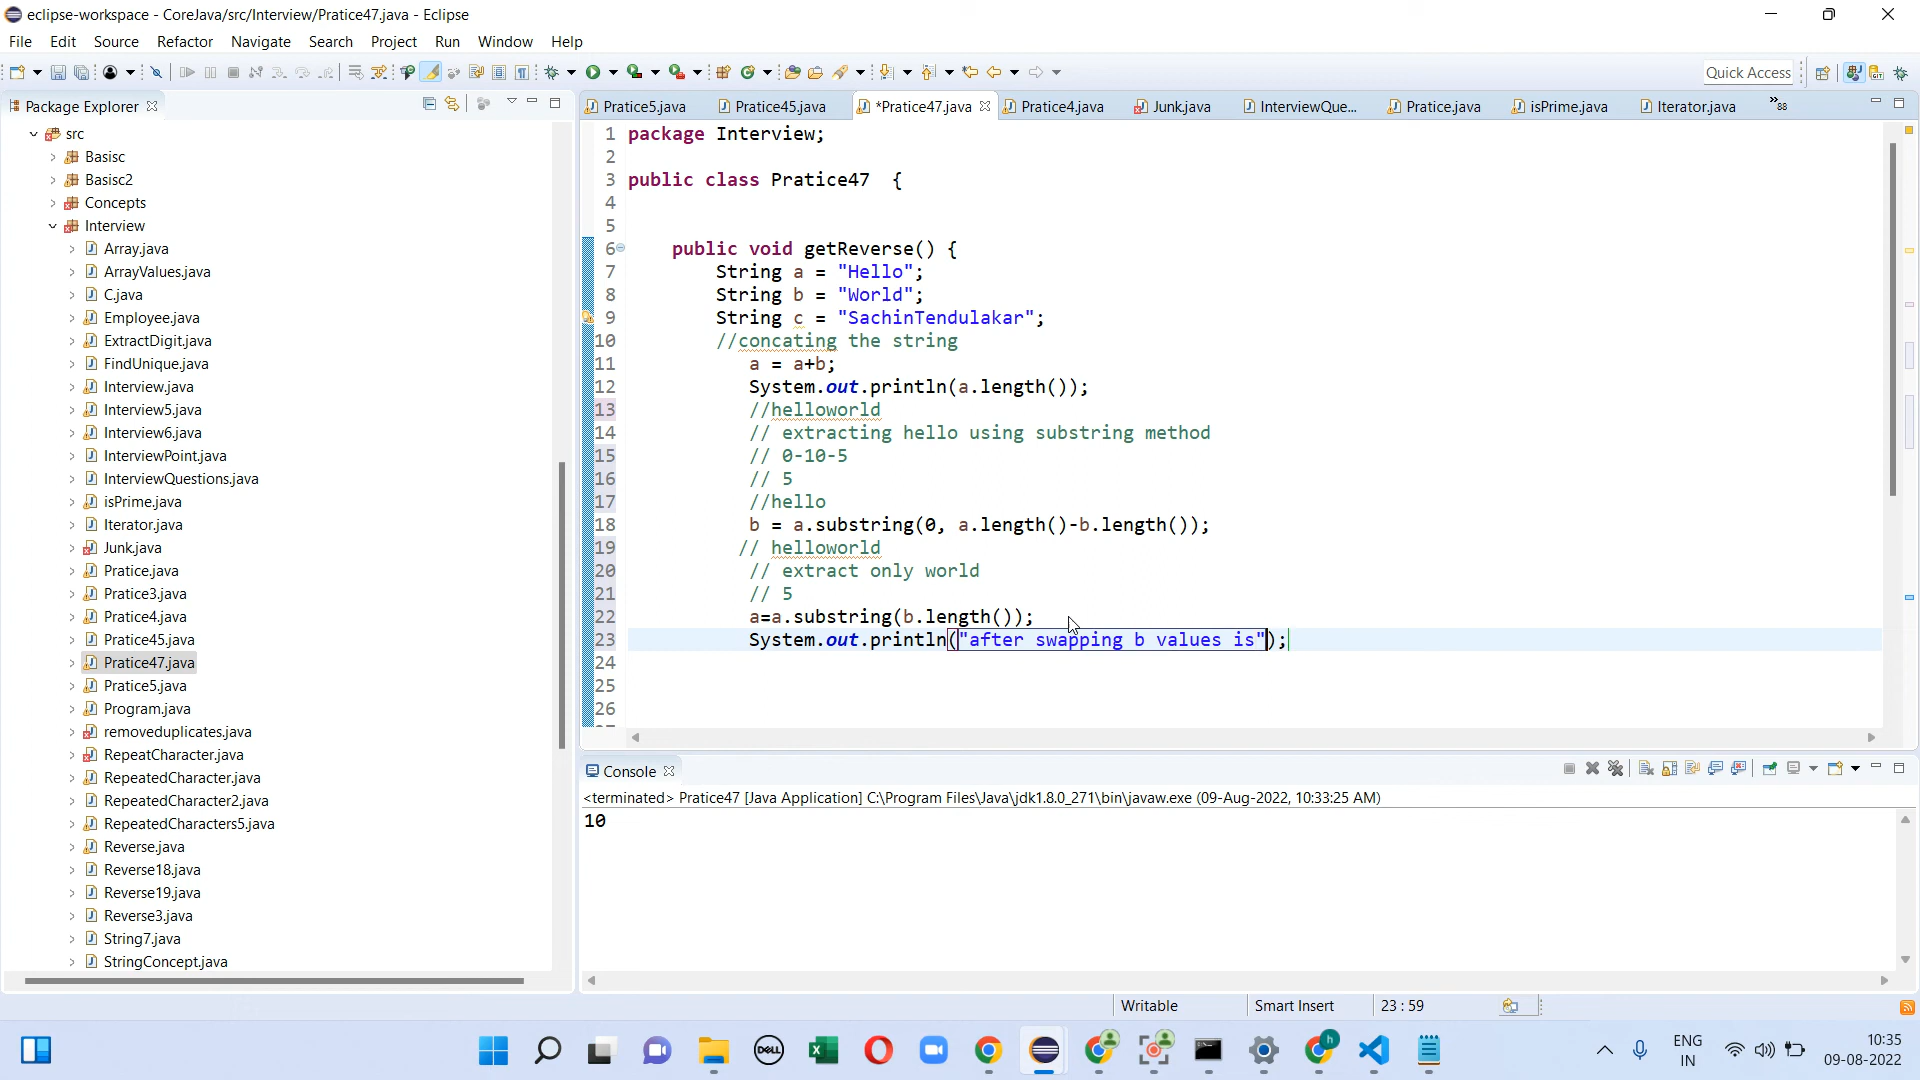 eclipse-workspace - CoreJava/src/Interview/Pratice47.java - Eclipse
File Edit Source Refactor Navigate Search Project Run Window Help
Quick Access
Package Explorer
Pratice5.java Pratice45.java *Pratice47.java Pratice4.java Junk.java InterviewQue... Pratice.java isPrime.java Iterator.java »88
src
Basisc
Basisc2
Concepts
Interview
Array.java
ArrayValues.java
C.java
Employee.java
ExtractDigit.java
FindUnique.java
Interview.java
Interview5.java
Interview6.java
InterviewPoint.java
InterviewQuestions.java
isPrime.java
Iterator.java
Junk.java
Pratice.java
Pratice3.java
Pratice4.java
Pratice45.java
Pratice47.java
Pratice5.java
Program.java
removeduplicates.java
RepeatCharacter.java
RepeatedCharacter.java
RepeatedCharacter2.java
RepeatedCharacters5.java
Reverse.java
Reverse18.java
Reverse19.java
Reverse3.java
String7.java
StringConcept.java
1 package Interview;
2
3 public class Pratice47 {
4
5
6 public void getReverse() {
7 String a = "Hello";
8 String b = "World";
9 String c = "SachinTendulakar";
10 //concating the string
11 a = a+b;
12 System.out.println(a.length());
13 //helloworld
14 // extracting hello using substring method
15 // 0-10-5
16 // 5
17 //hello
18 b = a.substring(0, a.length()-b.length());
19 // helloworld
20 // extract only world
21 // 5
22 a=a.substring(b.length());
23 System.out.println("after swapping b values is");
24
25
26
Console
<terminated> Pratice47 [Java Application] C:\Program Files\Java\jdk1.8.0_271\bin\javaw.exe (09-Aug-2022, 10:33:25 AM)
10
Writable Smart Insert 23 : 59
DELL
h
ENG
IN
10:35
09-08-2022